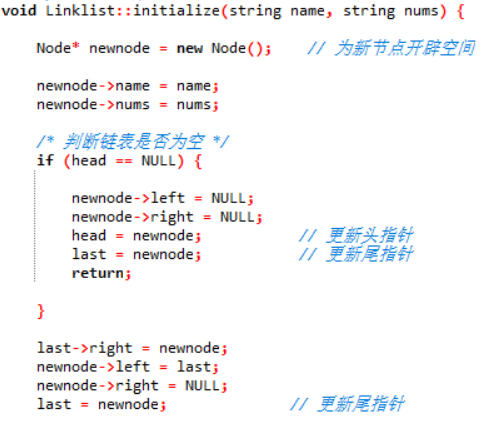 void Linklist::initialize(string name, string nums) {
Node* newnode = new Node(); // 为新节点开辟空间
newnode->name = name;
newnode->nums = nums;
/* 判断链表是否为空 */
if (head == NULL) {
newnode->left = NULL;
newnode->right = NULL;
head = newnode; // 更新头指针
last = newnode; // 更新尾指针
return;
}
last->right = newnode;
newnode->left = last;
newnode->right = NULL;
last = newnode; // 更新尾指针